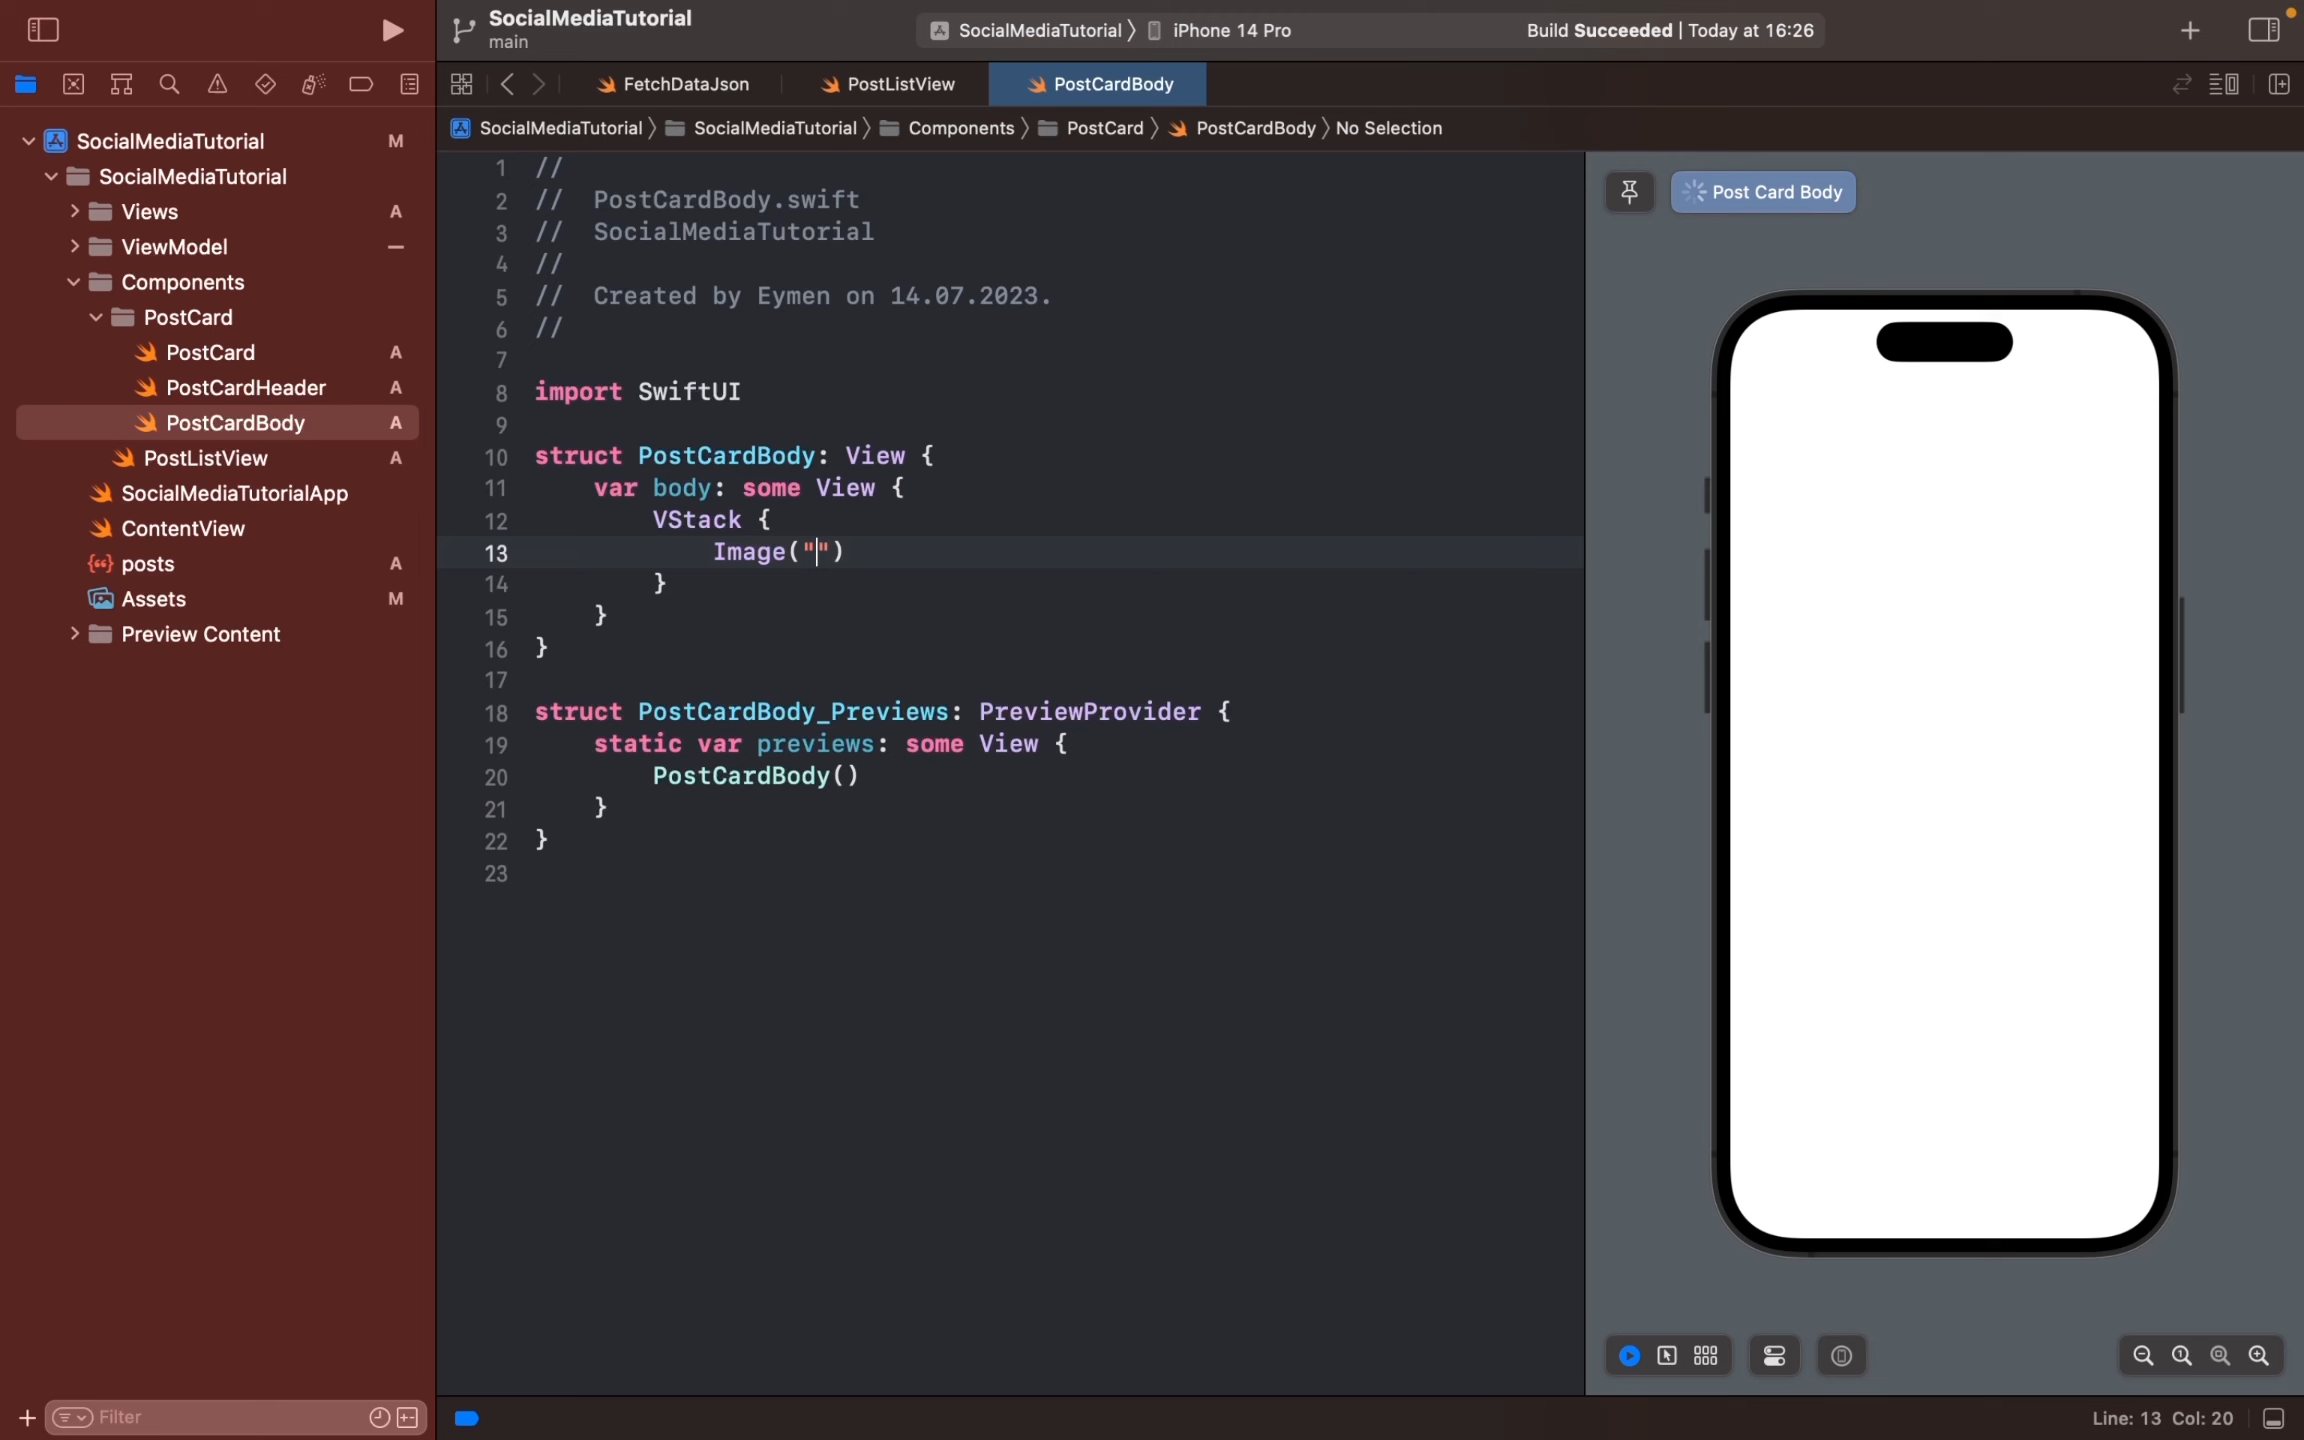 SocialMediaTutorial
main
SocialMediaTutorial 〉 iPhone 14 Pro
Build Succeeded | Today at 16:26
FetchDataJson
PostListView
PostCardBody
SocialMediaTutorial 〉 SocialMediaTutorial 〉 Components 〉 PostCard 〉 PostCardBody 〉 No Selection
SocialMediaTutorial M
SocialMediaTutorial
Views A
ViewModel
Components
PostCard
PostCard A
PostCardHeader A
PostCardBody A
PostListView A
SocialMediaTutorialApp
ContentView
posts A
Assets M
Preview Content
Filter
1 //
2 //  PostCardBody.swift
3 //  SocialMediaTutorial
4 //
5 //  Created by Eymen on 14.07.2023.
6 //
7
8 import SwiftUI
9
10 struct PostCardBody: View {
11     var body: some View {
12         VStack {
13             Image("")
14         }
15     }
16 }
17
18 struct PostCardBody_Previews: PreviewProvider {
19     static var previews: some View {
20         PostCardBody()
21     }
22 }
23
Post Card Body
Line: 13 Col: 20